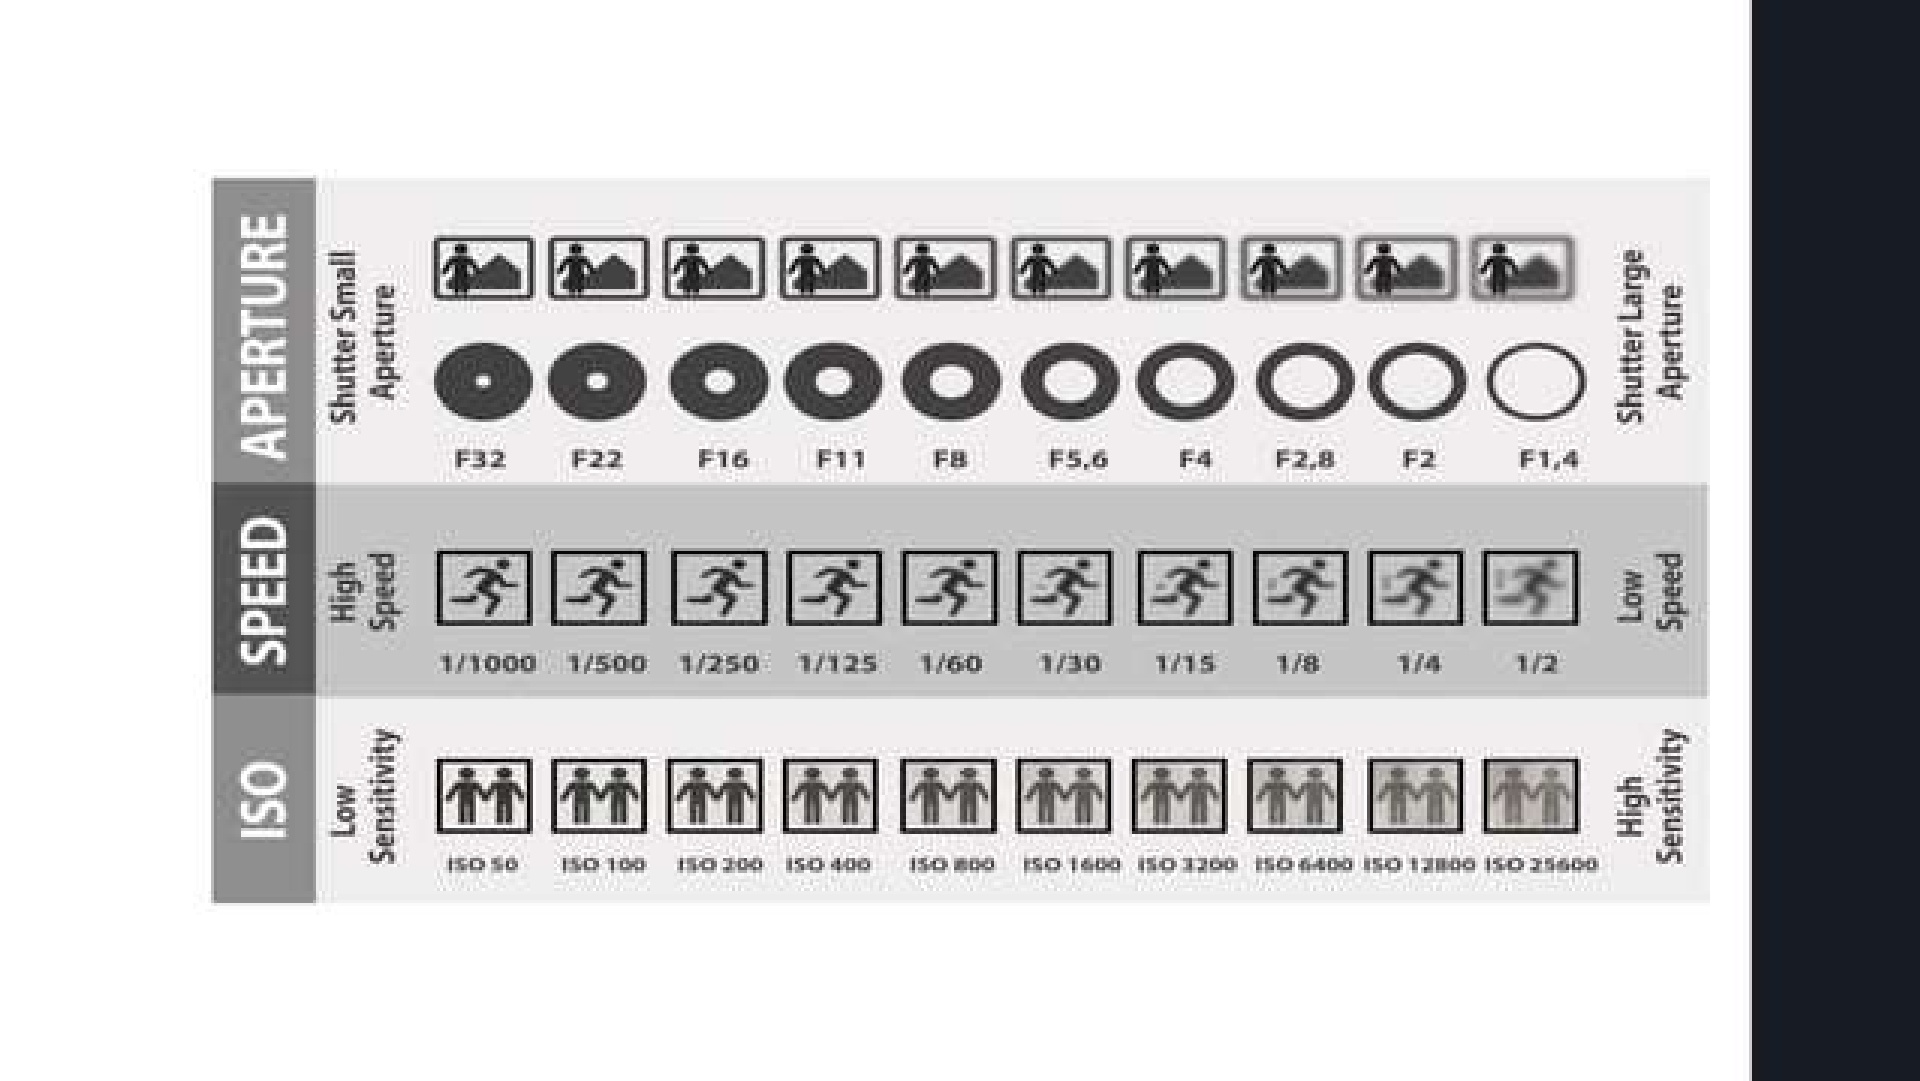 APERTURE
Shutter Small
Aperture
F32 F22 F16 F11 F8 F5,6 F4 F2,8 F2 F1,4
Shutter Large
Aperture
SPEED
High
Speed
1/1000 1/500 1/250 1/125 1/60 1/30 1/15 1/8 1/4 1/2
Low
Speed
ISO
Low
Sensitivity
ISO 50 ISO 100 ISO 200 ISO 400 ISO 800 ISO 1600 ISO 3200 ISO 6400 ISO 12800 ISO 25600
High
Sensitivity